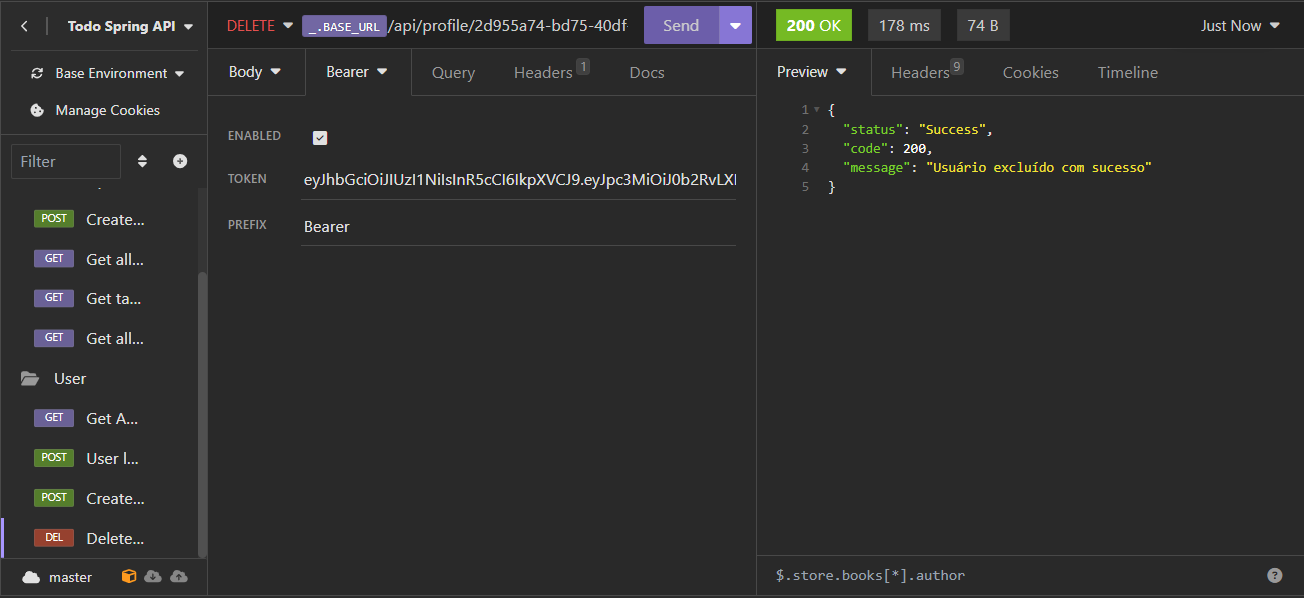 Todo Spring API
Base Environment
Manage Cookies
Filter
POST Create...
GET Get all...
GET Get ta...
GET Get all...
User
GET Get A...
POST User l...
POST Create...
DEL Delete...
master
DELETE _.BASE_URL/api/profile/2d955a74-bd75-40df- Send
Body Bearer Query Headers 1 Docs
ENABLED
TOKEN eyJhbGciOiJIUzI1NiIsInR5cCI6IkpXVCJ9.eyJpc3MiOiJ0b2RvLXI
PREFIX Bearer
200 OK 178 ms 74 B Just Now
Preview Headers 9 Cookies Timeline
1 {
2 "status": "Success",
3 "code": 200,
4 "message": "Usuário excluído com sucesso"
5 }
$.store.books[*].author ?